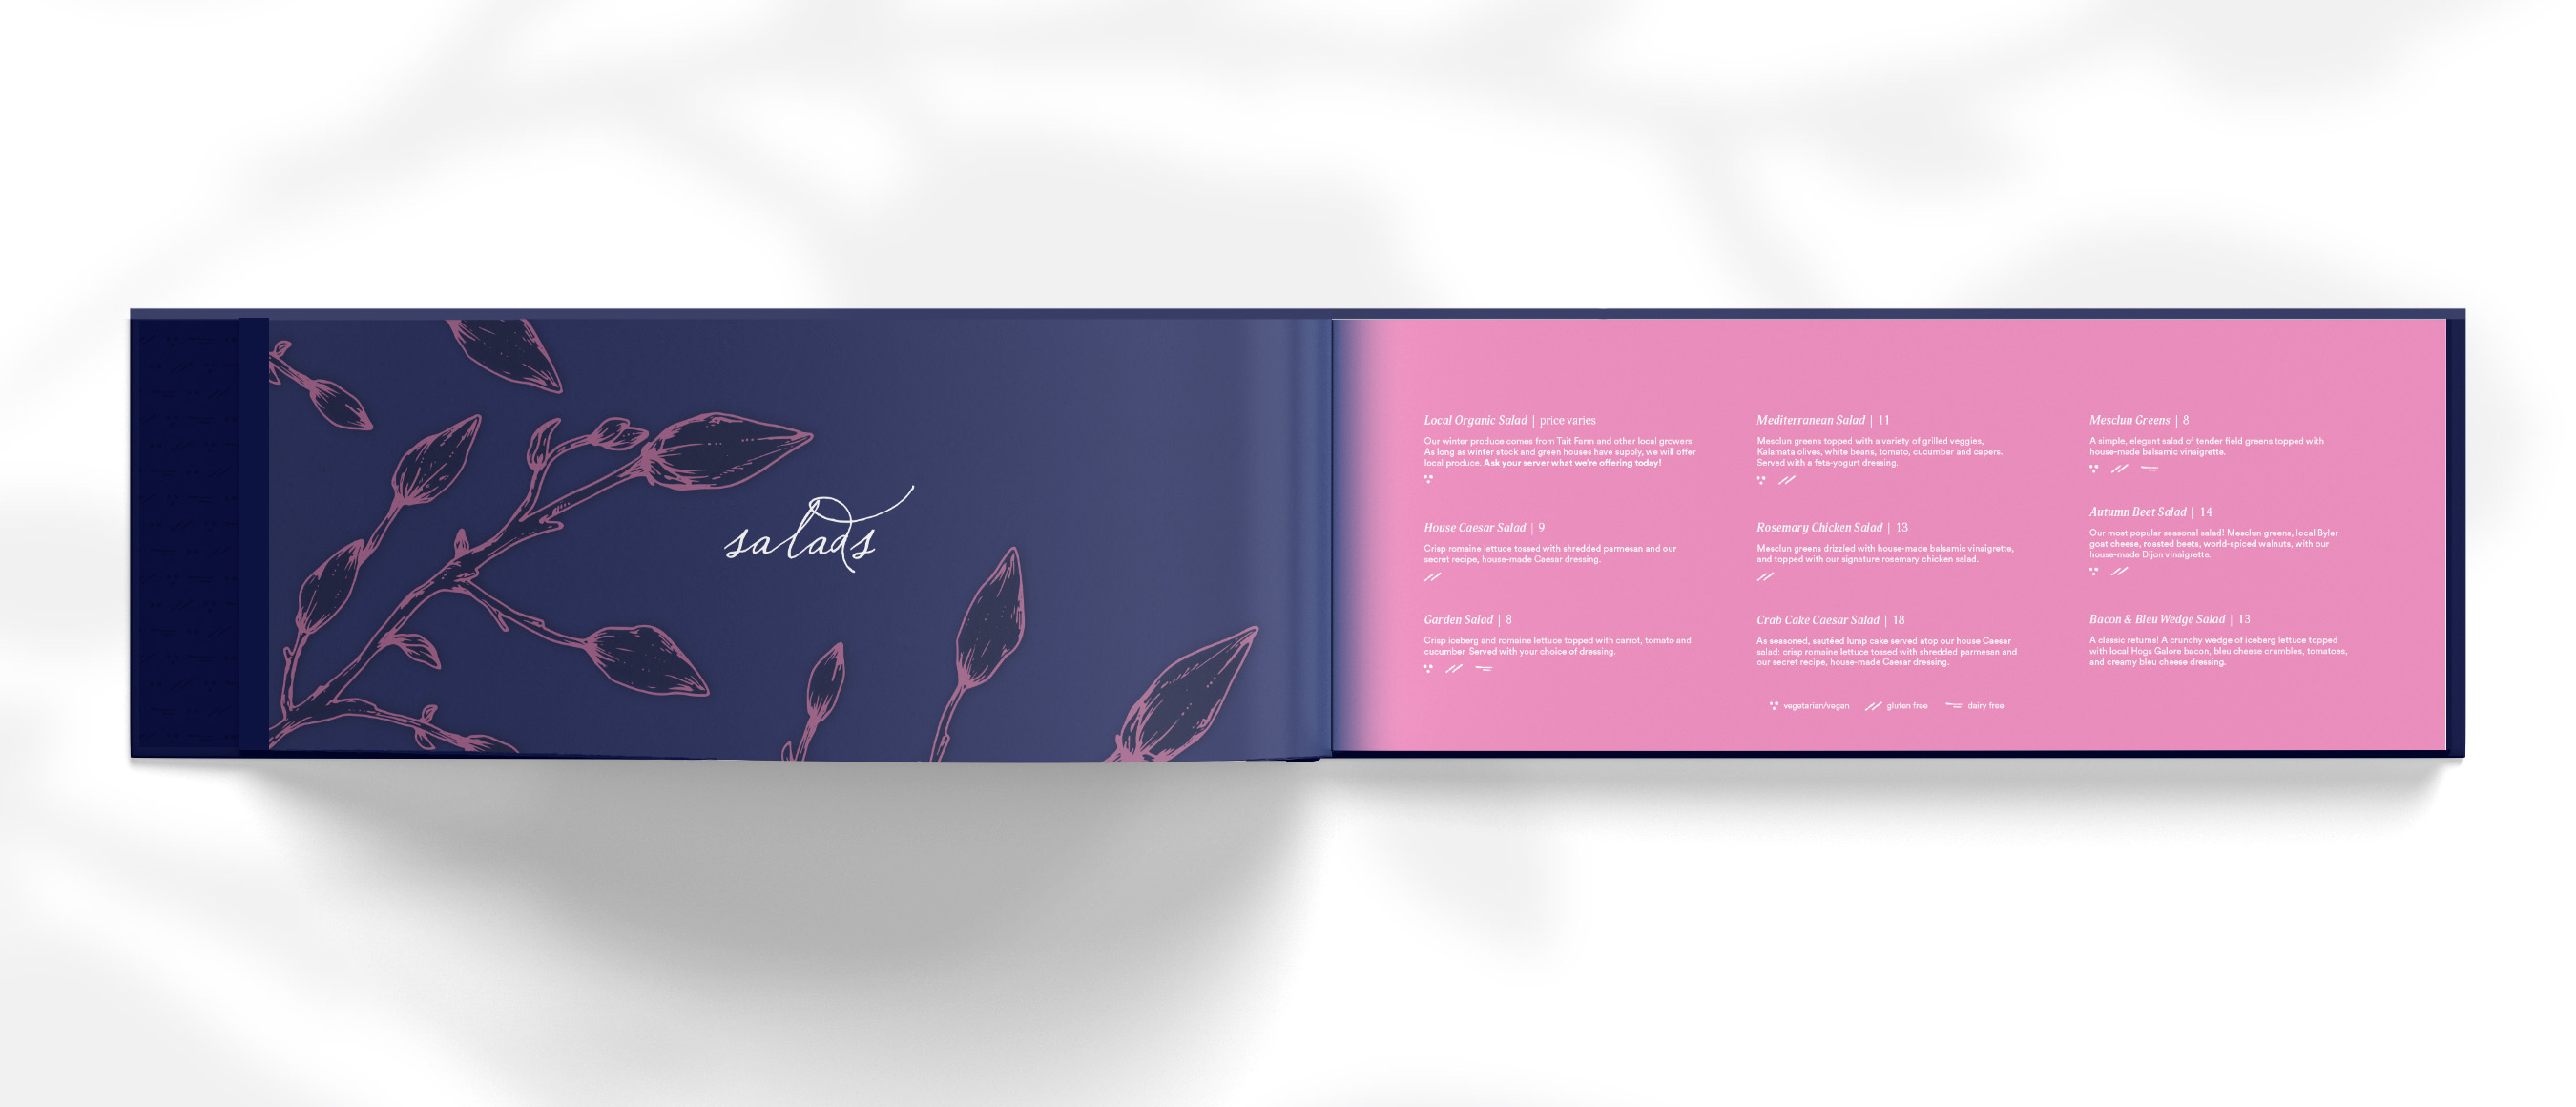 salads
Local Organic Salad | price varies
Our winter produce comes from Tait Farm and other local growers.
As long as winter stock and green houses have supply, we will offer
local produce. Ask your server what we're offering today!
House Caesar Salad | 9
Crisp romaine lettuce tossed with shredded parmesan and our
secret recipe, house-made Caesar dressing.
Garden Salad | 8
Crisp iceberg and romaine lettuce topped with carrot, tomato and
cucumber. Served with your choice of dressing.
Mediterranean Salad | 11
Mesclun greens topped with a variety of grilled veggies,
Kalamata olives, white beans, tomato, cucumber and capers.
Served with a feta-yogurt dressing.
Rosemary Chicken Salad | 13
Mesclun greens drizzled with house-made balsamic vinaigrette,
and topped with our signature rosemary chicken salad.
Crab Cake Caesar Salad | 18
As seasoned, sautéed lump cake served atop our house Caesar
salad: crisp romaine lettuce tossed with shredded parmesan and
our secret recipe, house-made Caesar dressing.
Mesclun Greens | 8
A simple, elegant salad of tender field greens topped with
house-made balsamic vinaigrette.
Autumn Beet Salad | 14
Our most popular seasonal salad! Mesclun greens, local Byler
goat cheese, roasted beets, world-spiced walnuts, with our
house-made Dijon vinaigrette.
Bacon & Bleu Wedge Salad | 13
A classic returns! A crunchy wedge of iceberg lettuce topped
with local Hogs Galore bacon, bleu cheese crumbles, tomatoes,
and creamy bleu cheese dressing.
vegetarian/vegan gluten free dairy free